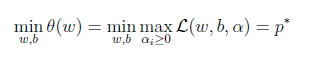 min_{w,b} θ(w) = min_{w,b} max_{α_i≥0} ℒ(w, b, α) = p*